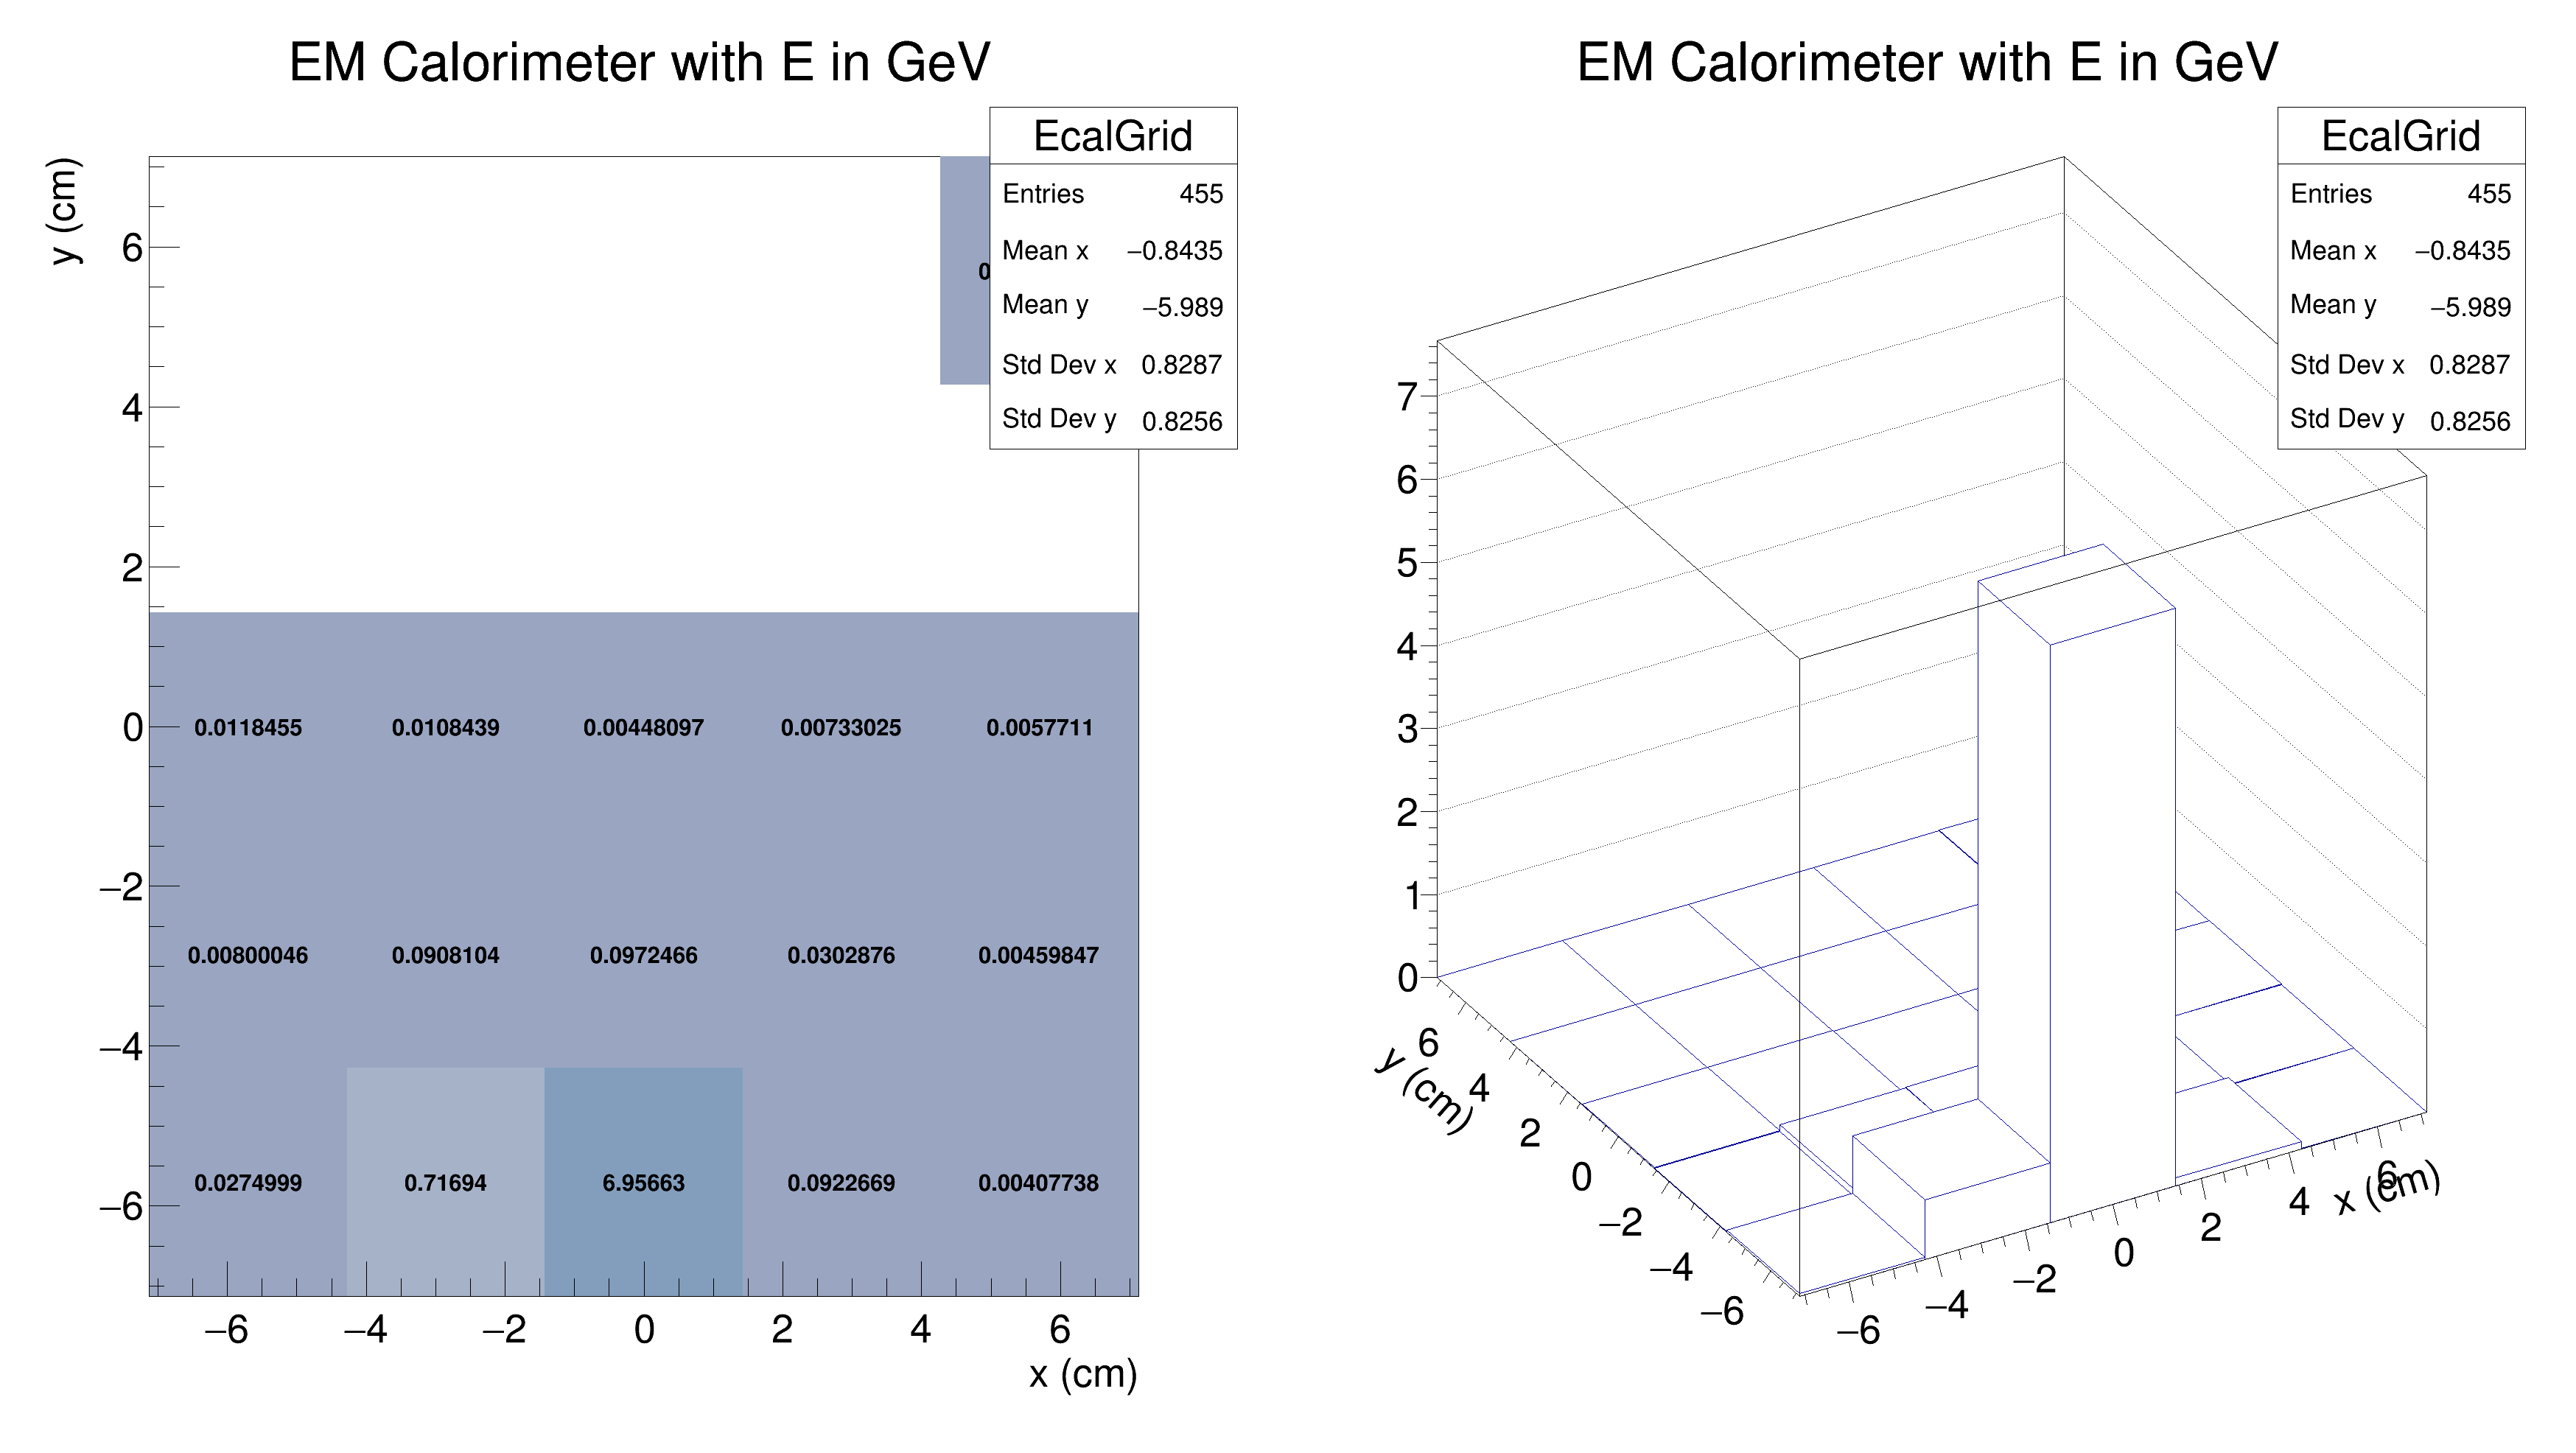 EM Calorimeter with E in GeV
EcalGrid
Entries 455
Mean x −0.8435
Mean y −5.989
Std Dev x 0.8287
Std Dev y 0.8256
y (cm)
6
4
2
0
−2
−4
−6
0
0.0118455 0.0108439 0.00448097 0.00733025 0.0057711
0.00800046 0.0908104 0.0972466 0.0302876 0.00459847
0.0274999 0.71694 6.95663 0.0922669 0.00407738
−6 −4 −2 0 2 4 6
x (cm)
EM Calorimeter with E in GeV
EcalGrid
Entries 455
Mean x −0.8435
Mean y −5.989
Std Dev x 0.8287
Std Dev y 0.8256
7
6
5
4
3
2
1
0
y (cm)
6
4
2
0
−2
−4
−6
−6
−4
−2
0
2
4
6
x (cm)